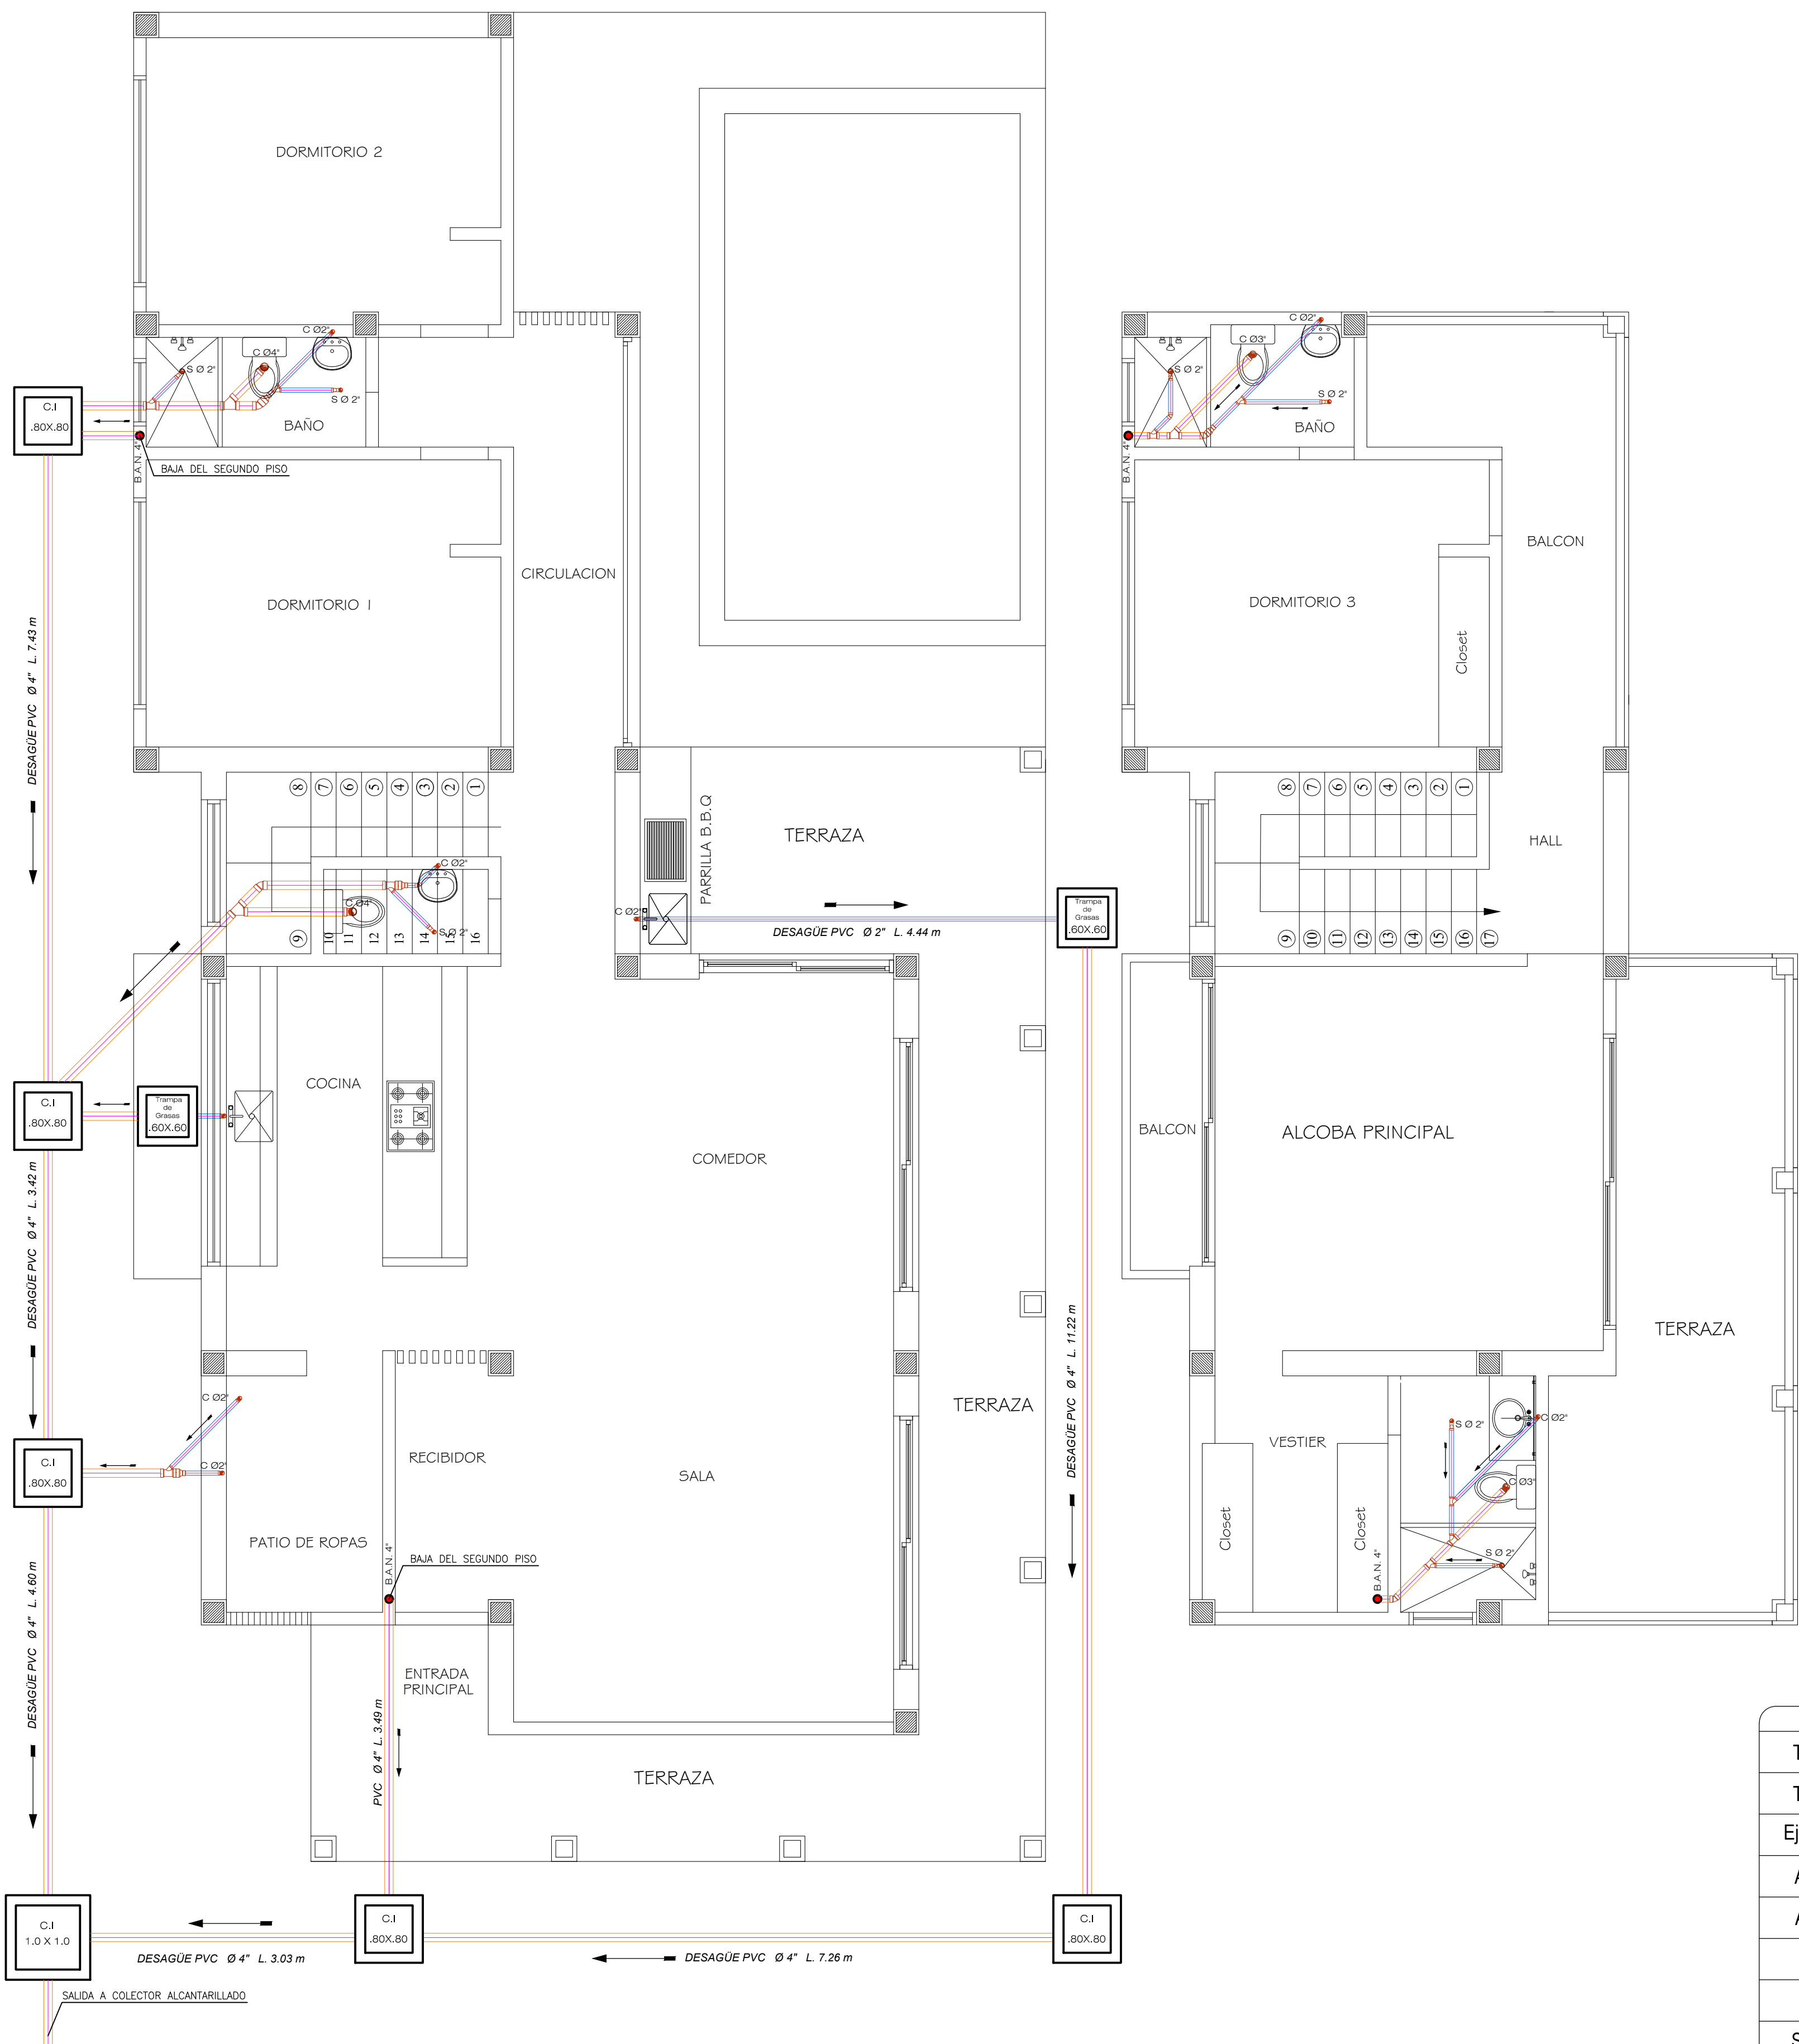 DORMITORIO 2
C Ø2"
C Ø4"
S Ø 2"
S Ø 2"
BAÑO
C.I
.80X.80
B.A.N. 4"
BAJA DEL SEGUNDO PISO
DORMITORIO 1
CIRCULACION
DESAGÜE PVC Ø 4" L. 7.43 m
8
7
6
5
4
3
2
1
C Ø2"
C Ø4"
S Ø 2"
9
10
11
12
13
14
15
16
PARRILLA B.B.Q
TERRAZA
C Ø2"
DESAGÜE PVC Ø 2" L. 4.44 m
Trampa
de
Grasas
.60X.60
C.I
.80X.80
Trampa
de
Grasas
.60X.60
COCINA
COMEDOR
DESAGÜE PVC Ø 4" L. 3.42 m
DESAGÜE PVC Ø 4" L. 11.22 m
C Ø2"
C Ø2"
C.I
.80X.80
RECIBIDOR
SALA
TERRAZA
PATIO DE ROPAS
B.A.N. 4"
BAJA DEL SEGUNDO PISO
DESAGÜE PVC Ø 4" L. 4.60 m
ENTRADA
PRINCIPAL
PVC Ø 4" L. 3.49 m
TERRAZA
C.I
1.0 X 1.0
C.I
.80X.80
C.I
.80X.80
DESAGÜE PVC Ø 4" L. 3.03 m
DESAGÜE PVC Ø 4" L. 7.26 m
SALIDA A COLECTOR ALCANTARILLADO
C Ø2"
C Ø3"
S Ø 2"
S Ø 2"
BAÑO
B.A.N. 4"
BALCON
DORMITORIO 3
Closet
8
7
6
5
4
3
2
1
HALL
9
10
11
12
13
14
15
16
17
BALCON
ALCOBA PRINCIPAL
TERRAZA
S Ø 2"
C Ø2"
VESTIER
C Ø3"
Closet
Closet
S Ø 2"
B.A.N. 4"
T
T
Ej
A
A
S